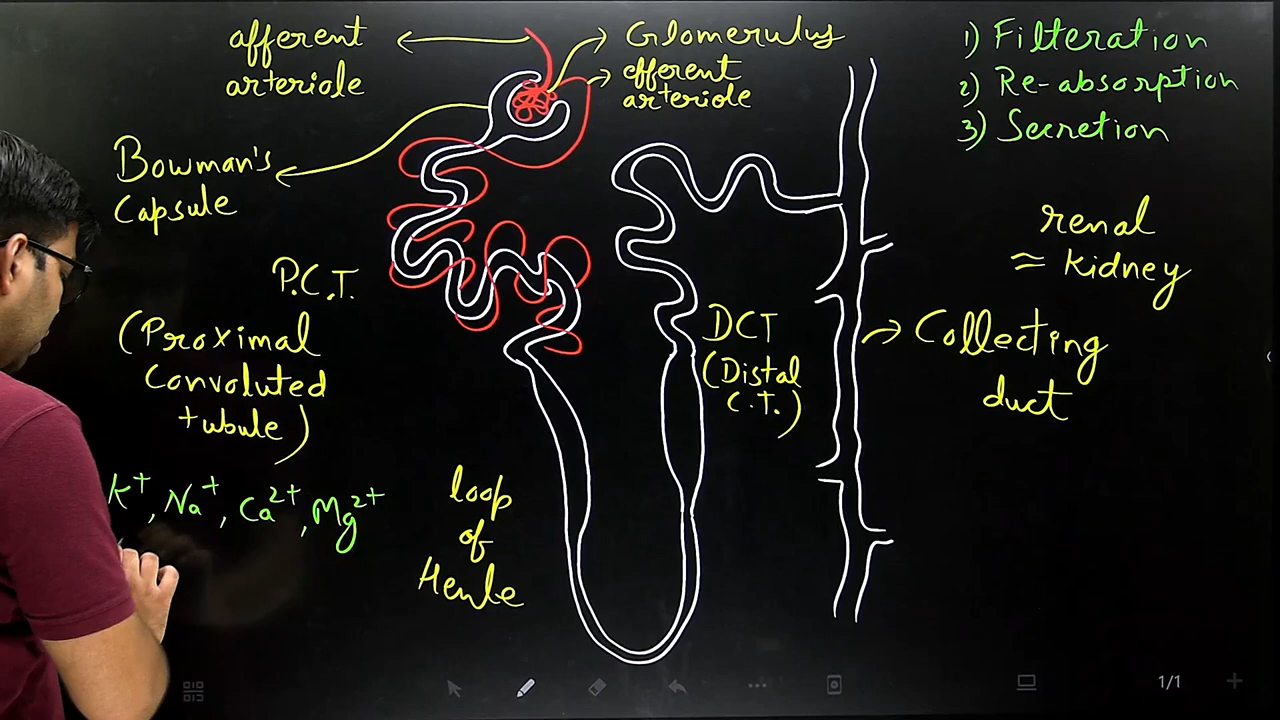 afferent
arteriole
Glomerulus
efferent
arteriole
1) Filteration
2) Re-absorption
3) Secretion
Bowman's
Capsule
renal
= kidney
P.C.T.
(Proximal
Convoluted
tubule)
DCT
(Distal
C.T.)
Collecting
duct
K+, Na+, Ca2+, Mg2+
loop
of
Henle
1/1